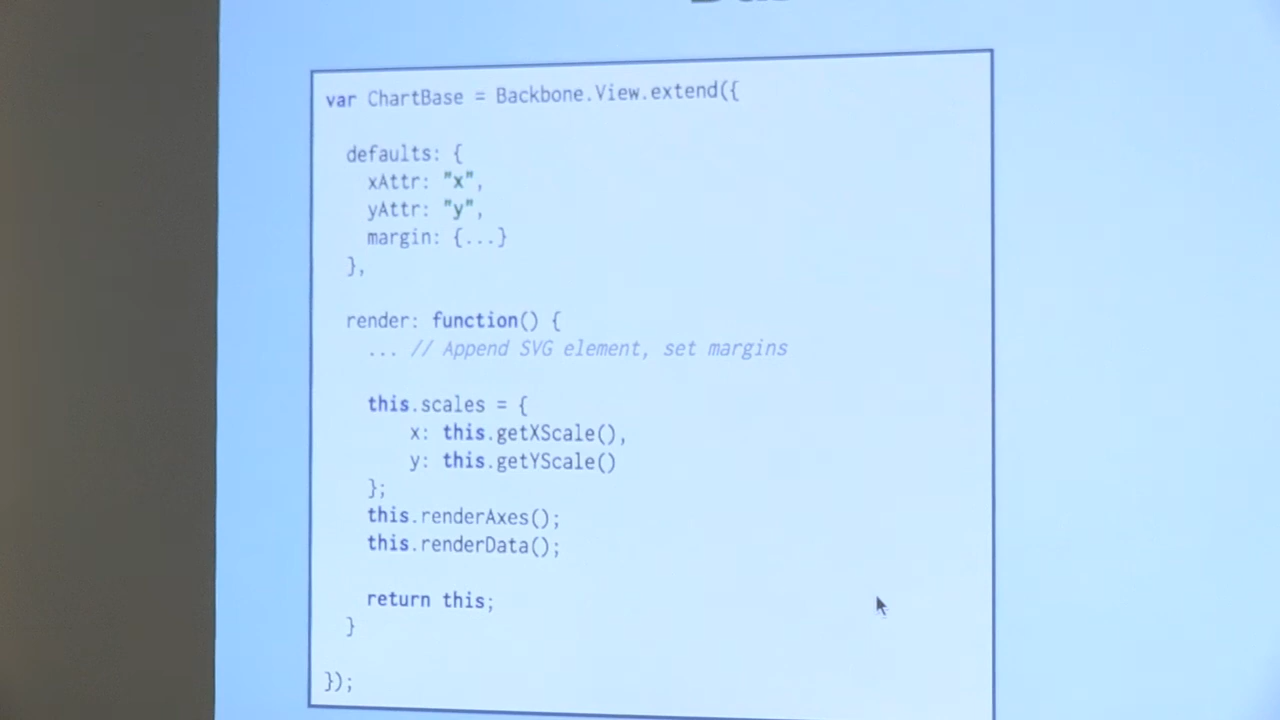 var ChartBase = Backbone.View.extend({
defaults: {
xAttr: "x",
yAttr: "y",
margin: {...}
},
render: function() {
... // Append SVG element, set margins
this.scales = {
x: this.getXScale(),
y: this.getYScale()
};
this.renderAxes();
this.renderData();
return this;
}
});